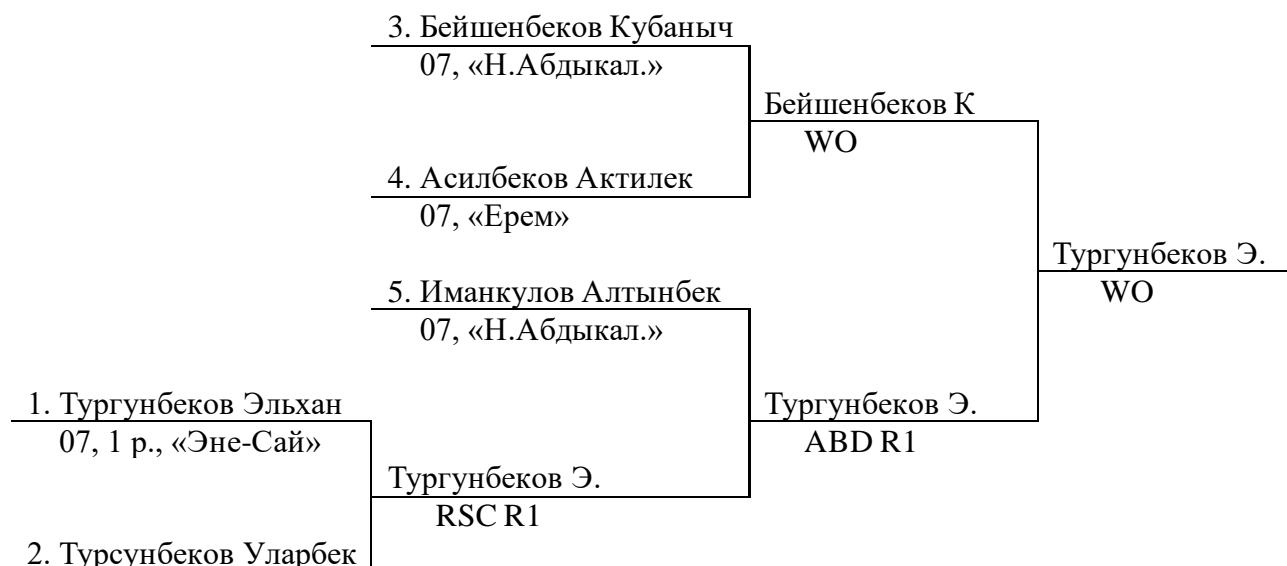 3. Бейшенбеков Кубаныч
07, «Н.Абдыкал.»
Бейшенбеков К
WO
4. Асилбеков Актилек
07, «Ерем»
Тургунбеков Э.
WO
5. Иманкулов Алтынбек
07, «Н.Абдыкал.»
1. Тургунбеков Эльхан
07, 1 р., «Эне-Сай»
Тургунбеков Э.
ABD R1
Тургунбеков Э.
RSC R1
2. Турсунбеков Уларбек